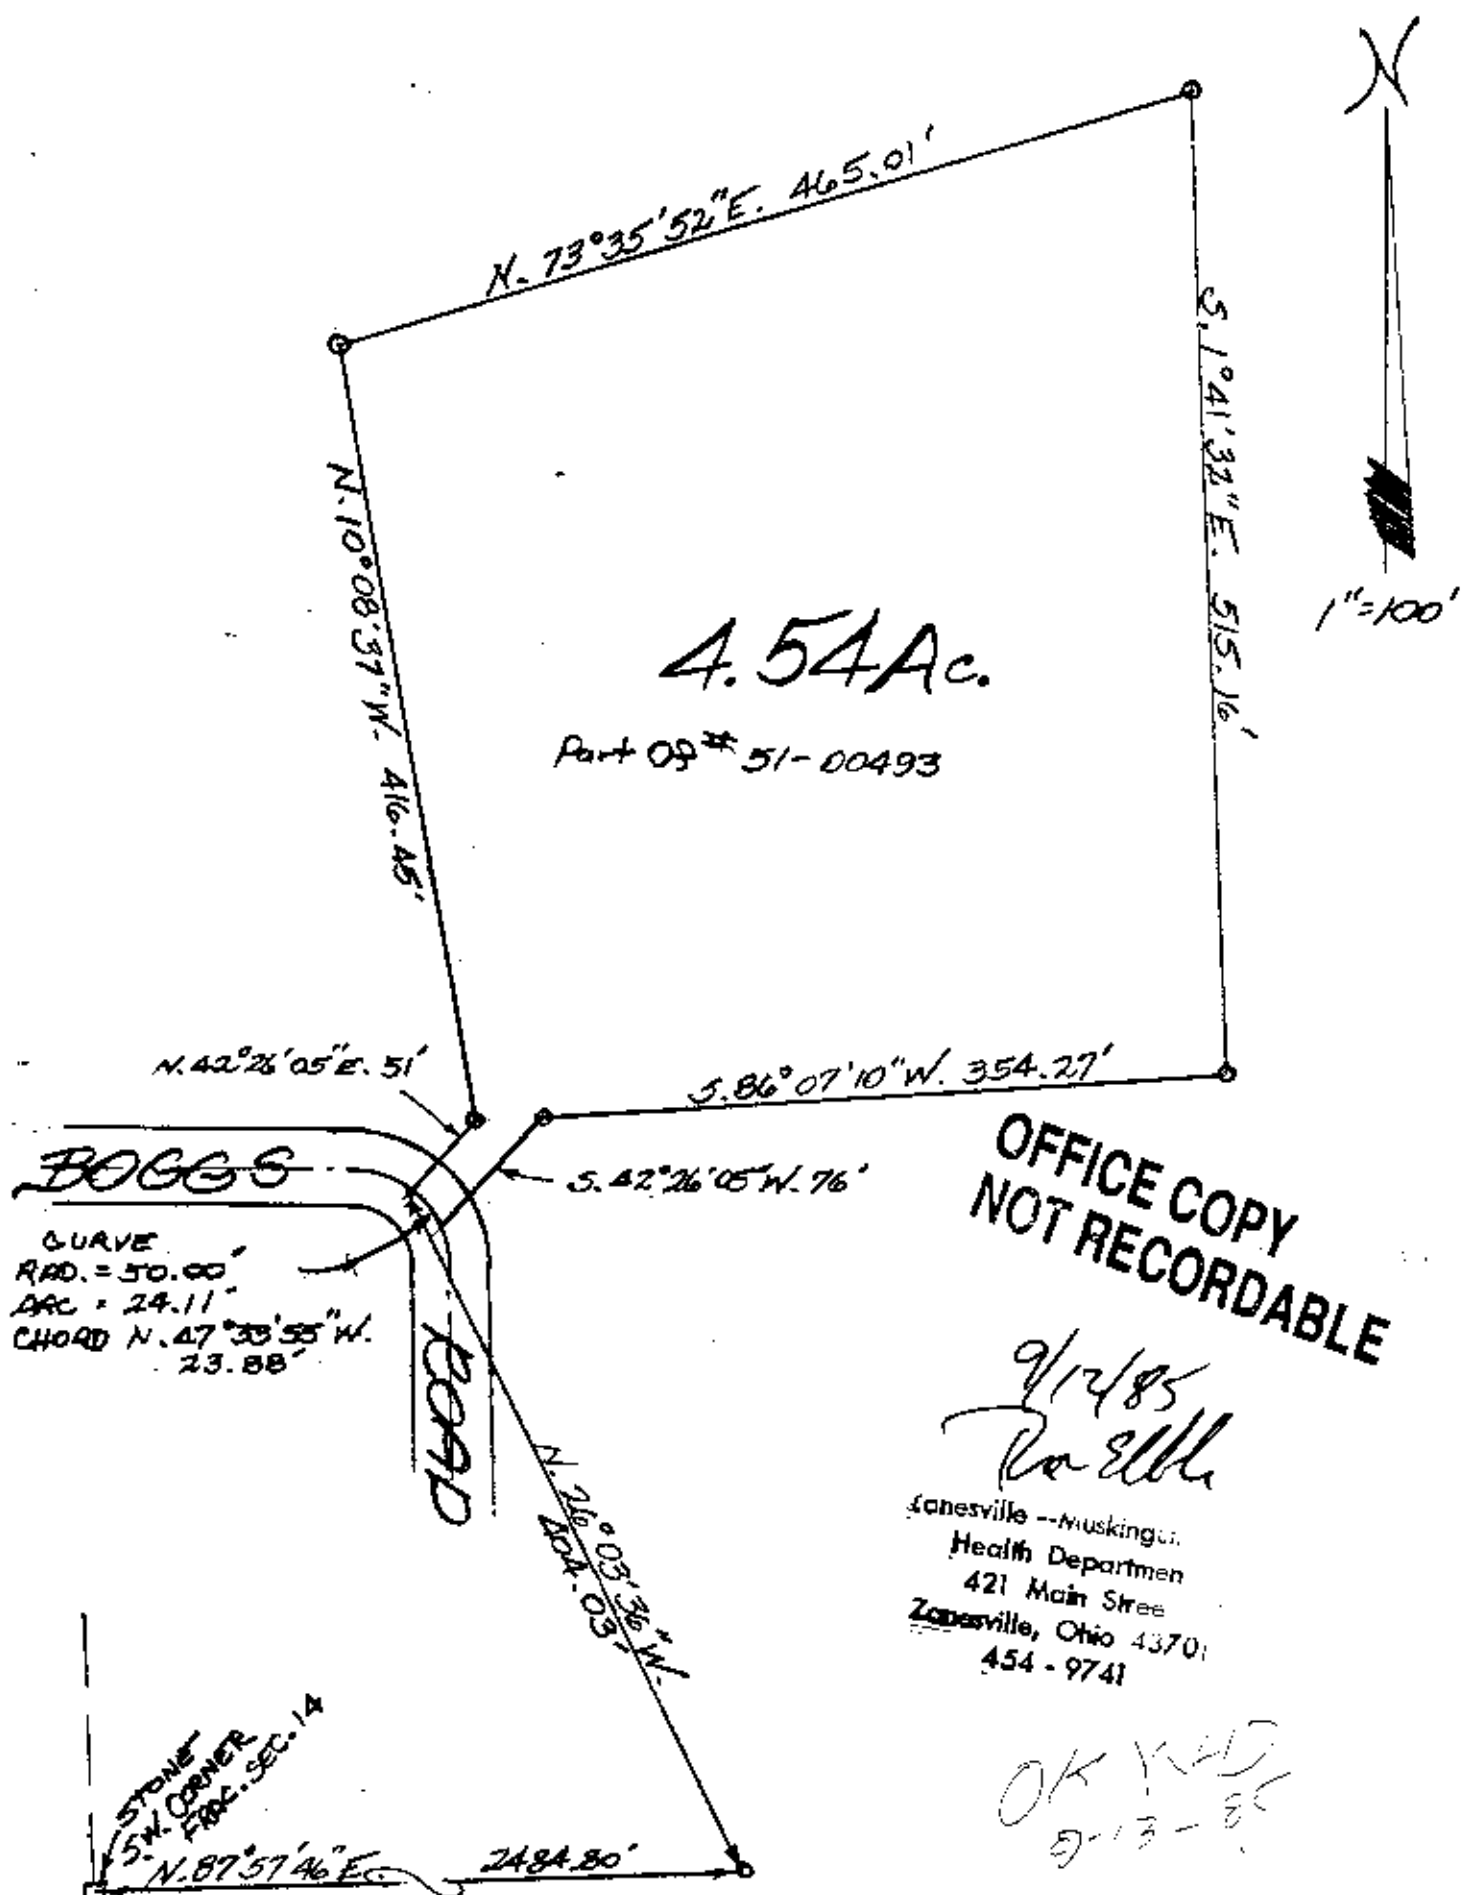 N
N. 73°35'52"E. 465.01'
S. 1°41'32"E. 515.16'
1"=100'
N. 10°08'37"W. 416.45'
4.54Ac.
Part Of # 51-00493
N. 42°26'05"E. 51'
S. 86°07'10"W. 354.27'
BOGGS
S. 42°26'05"W. 76'
CURVE
RAD. = 50.00'
ARC = 24.11'
CHORD N. 47°33'55"W.
23.88'
ROAD
OFFICE COPY
NOT RECORDABLE
9/12/85
N. 26°03'36"W.
404.03'
Zanesville --Muskingu
Health Departmen
421 Main Stree
Zanesville, Ohio 43701
454 - 9741
STONE
S.W. CORNER
FRAC. SEC. 14
N. 87°57'46"E.
2484.80'
OK